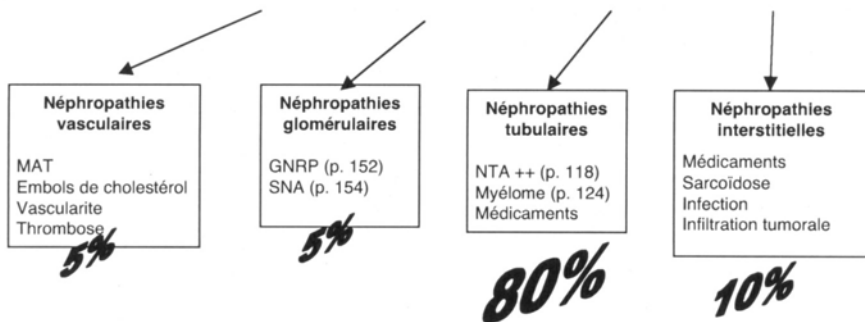 Néphropathies
vasculaires
MAT
Embols de cholestérol
Vascularite
Thrombose
5%
Néphropathies
glomérulaires
GNRP (p. 152)
SNA (p. 154)
5%
Néphropathies
tubulaires
NTA ++ (p. 118)
Myélome (p. 124)
Médicaments
80%
Néphropathies
interstitielles
Médicaments
Sarcoïdose
Infection
Infiltration tumorale
10%